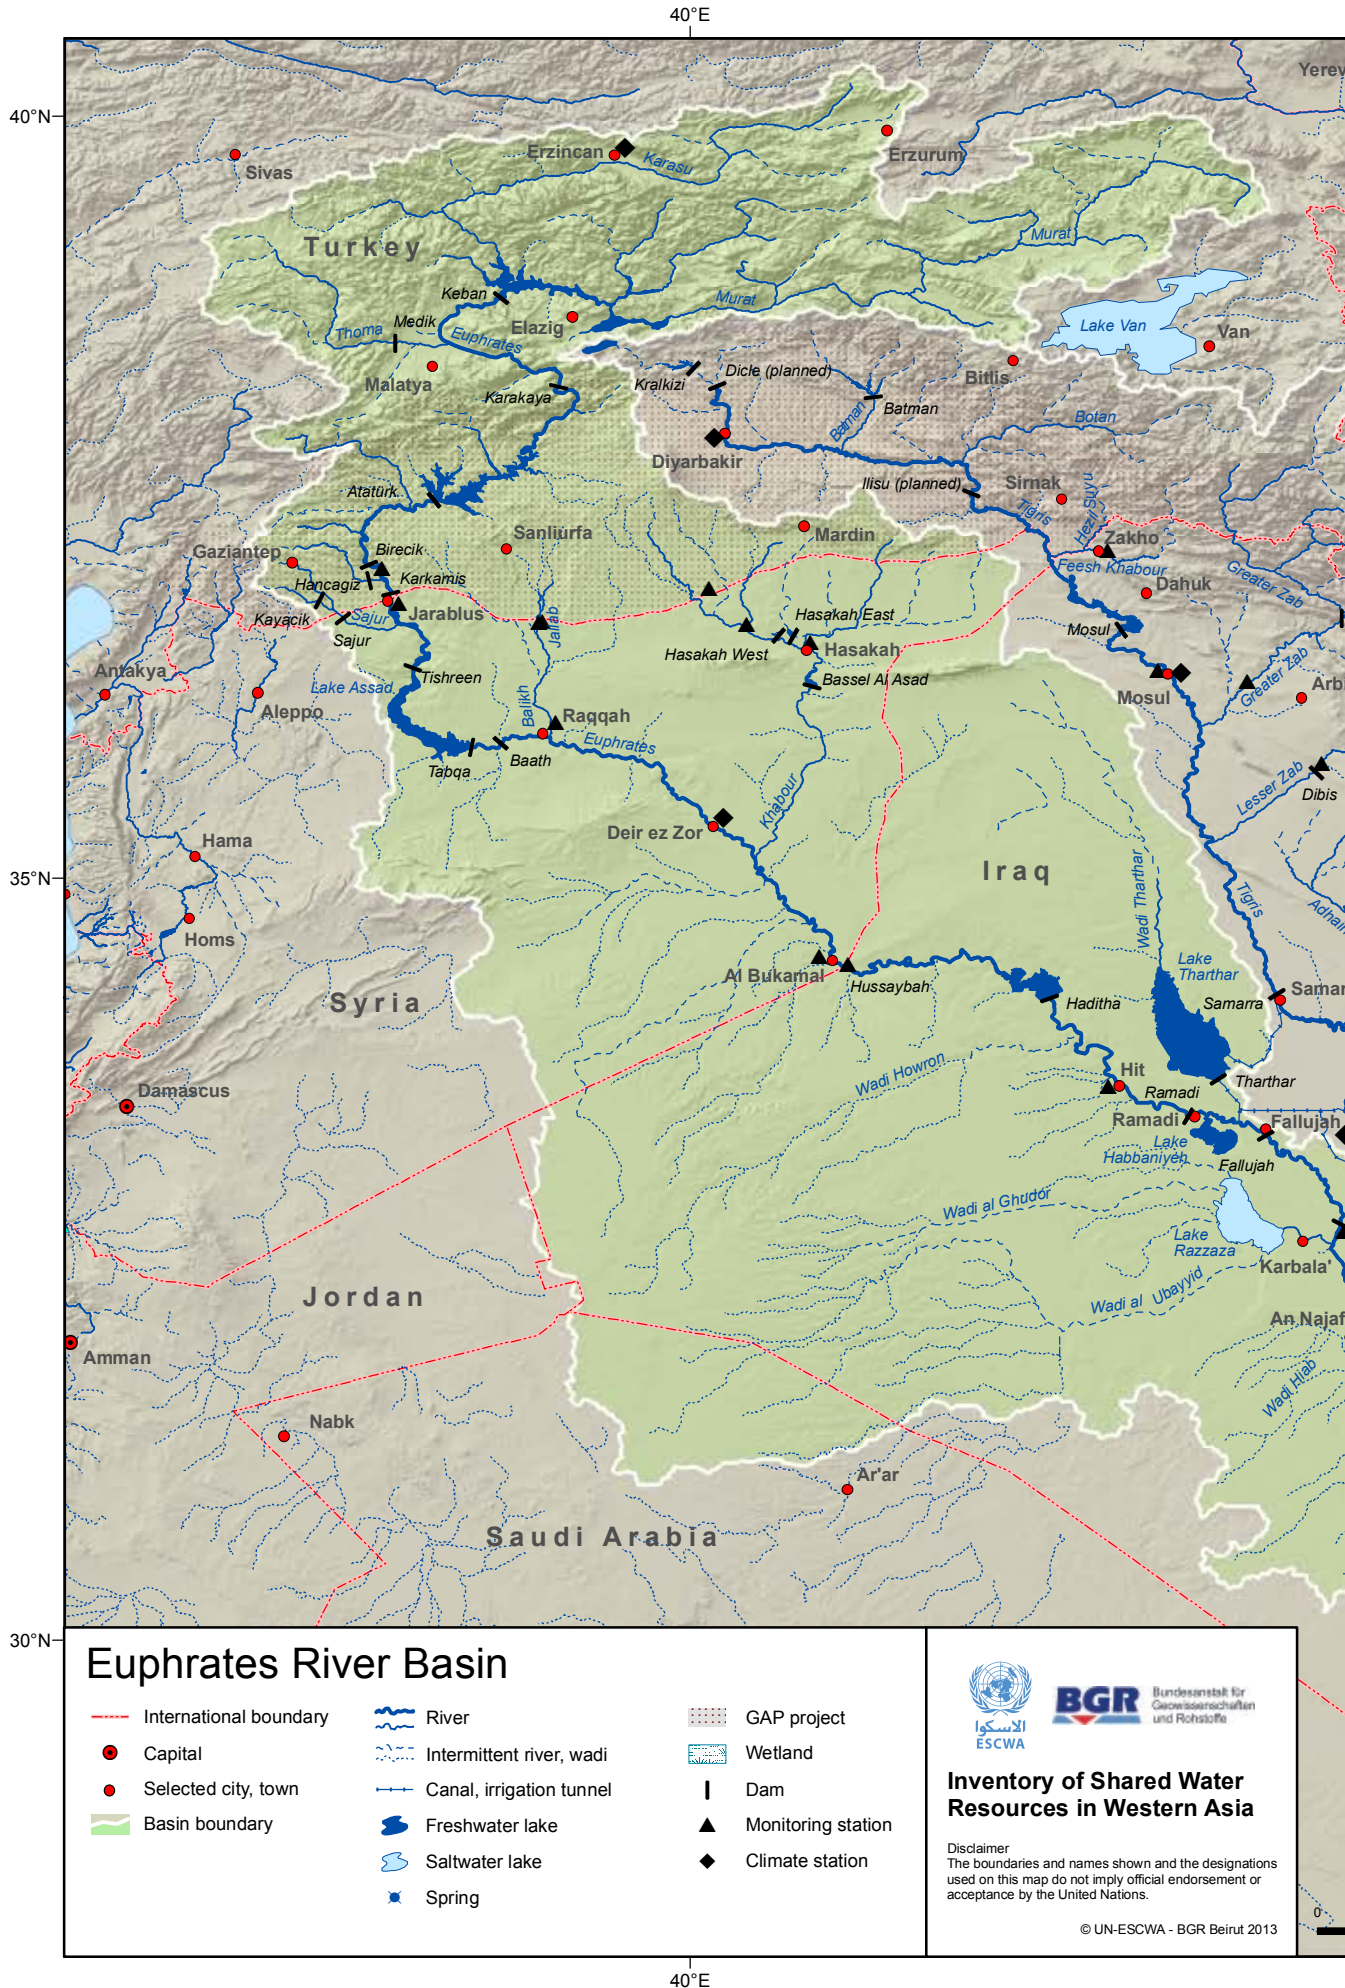 40°E
Yerev
40°N
Erzincan
Karasu
Erzurum
Sivas
Turkey
Murat
Keban
Murat
Medik
Thoma
Euphrates
Elazig
Lake Van
Van
Malatya
Karakaya
Kralkizi
Dicle (planned)
Bitlis
Batman
Batman
Botan
Diyarbakir
Atatürk
Ilisu (planned)
Sirnak
Tigris
Hezil Suyu
Sanliurfa
Mardin
Zakho
Gaziantep
Birecik
Feesh Khabour
Greater Zab
Hancagiz
Karkamis
Dahuk
Kayacik
Sajur
Jarablus
Jallab
Hasakah East
Mosul
Sajur
Hasakah West
Hasakah
Antakya
Lake Assad
Tishreen
Bassel Al Asad
Mosul
Greater Zab
Arb
Aleppo
Balikh
Raqqah
Euphrates
Tabqa
Baath
Lesser Zab
Dibis
Khabour
Deir ez Zor
Hama
35°N
Iraq
Wadi Tharthar
Tigris
Adhaim
Homs
Al Bukamal
Hussaybah
Lake
Tharthar
Syria
Haditha
Samarra
Samar
Wadi Howron
Hit
Tharthar
Damascus
Ramadi
Ramadi
Fallujah
Lake
Habbaniyeh
Fallujah
Wadi al Ghudor
Lake
Razzaza
Karbala'
Jordan
Wadi al Ubayyid
An Najaf
Amman
Wadi Hiab
Nabk
Ar'ar
Saudi Arabia
30°N
Euphrates River Basin
International boundary
Capital
Selected city, town
Basin boundary
River
Intermittent river, wadi
Canal, irrigation tunnel
Freshwater lake
Saltwater lake
Spring
GAP project
Wetland
Dam
Monitoring station
Climate station
الاسكوا
ESCWA
BGR
Bundesanstalt für
Geowissenschaften
und Rohstoffe
Inventory of Shared Water
Resources in Western Asia
Disclaimer
The boundaries and names shown and the designations
used on this map do not imply official endorsement or
acceptance by the United Nations.
© UN-ESCWA - BGR Beirut 2013
0
40°E